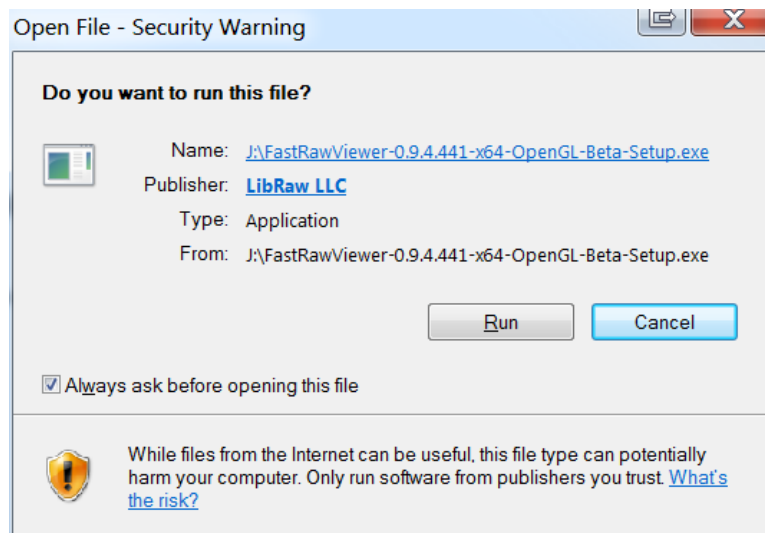 Open File - Security Warning
Do you want to run this file?
Name: J:\FastRawViewer-0.9.4.441-x64-OpenGL-Beta-Setup.exe
Publisher: LibRaw LLC
Type: Application
From: J:\FastRawViewer-0.9.4.441-x64-OpenGL-Beta-Setup.exe
Run Cancel
Always ask before opening this file
While files from the Internet can be useful, this file type can potentially
harm your computer. Only run software from publishers you trust. What's
the risk?